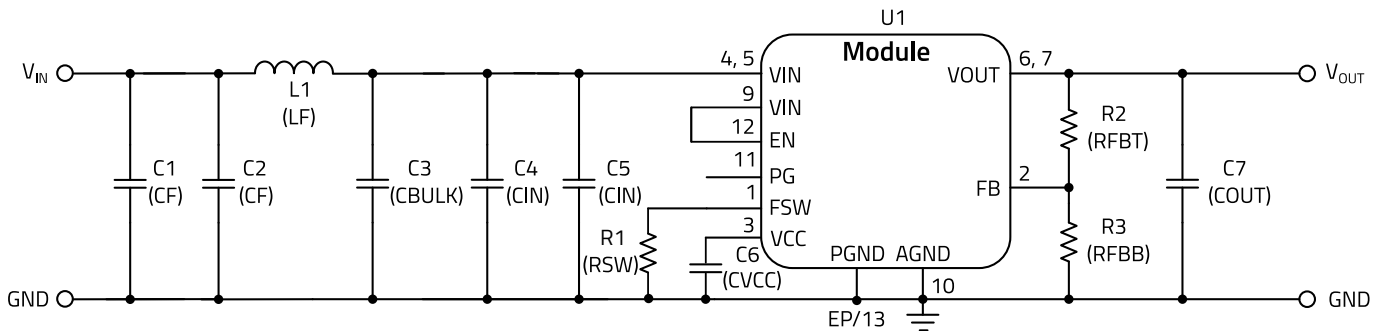 U1
Module
V_IN
L1
(LF)
C1
(CF)
C2
(CF)
C3
(CBULK)
C4
(CIN)
C5
(CIN)
4, 5
VIN
9
VIN
12
EN
11
PG
1
FSW
3
VCC
R1
(RSW)
C6
(CVCC)
PGND
AGND
EP/13
10
6, 7
VOUT
2
FB
R2
(RFBT)
R3
(RFBB)
C7
(COUT)
V_OUT
GND
GND